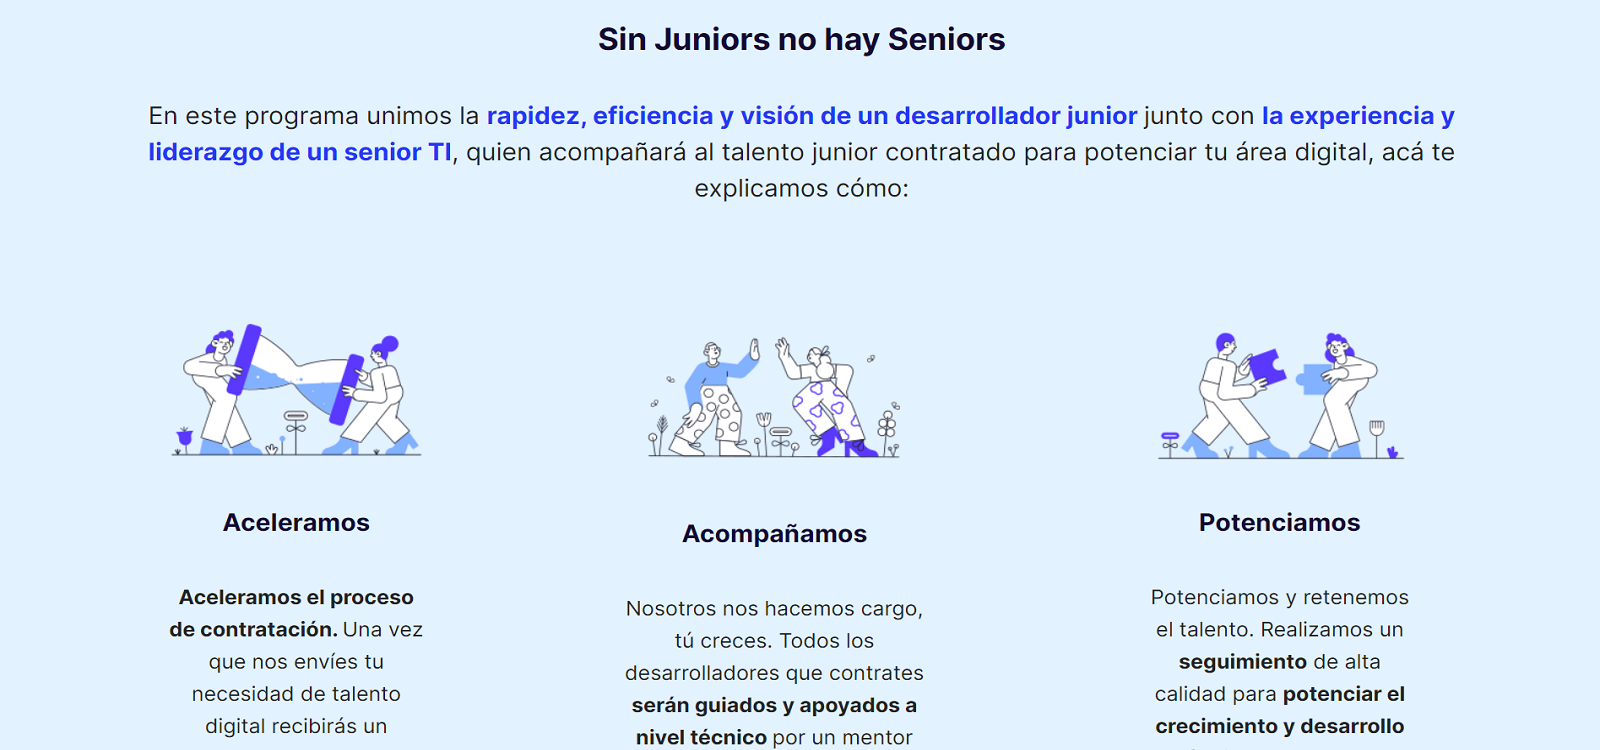 Sin Juniors no hay Seniors
En este programa unimos la rapidez, eficiencia y visión de un desarrollador junior junto con la experiencia y
liderazgo de un senior TI, quien acompañará al talento junior contratado para potenciar tu área digital, acá te
explicamos cómo:
Aceleramos
Aceleramos el proceso
de contratación. Una vez
que nos envíes tu
necesidad de talento
digital recibirás un
Acompañamos
Nosotros nos hacemos cargo,
tú creces. Todos los
desarrolladores que contrates
serán guiados y apoyados a
nivel técnico por un mentor
Potenciamos
Potenciamos y retenemos
el talento. Realizamos un
seguimiento de alta
calidad para potenciar el
crecimiento y desarrollo